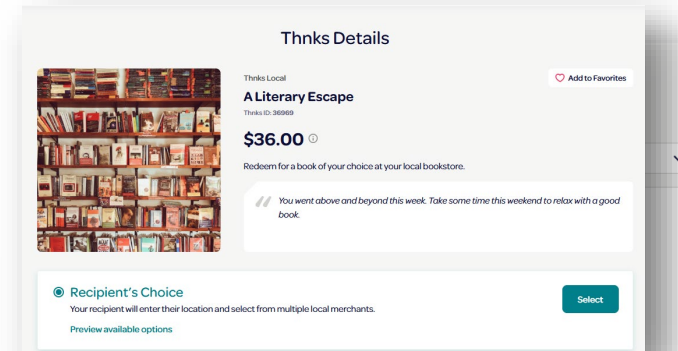 Thnks Details
Thnks Local
Add to Favorites
A Literary Escape
Thnks ID: 36969
$36.00
Redeem for a book of your choice at your local bookstore.
You went above and beyond this week. Take some time this weekend to relax with a good
book.
Recipient's Choice
Your recipient will enter their location and select from multiple local merchants.
Select
Preview available options